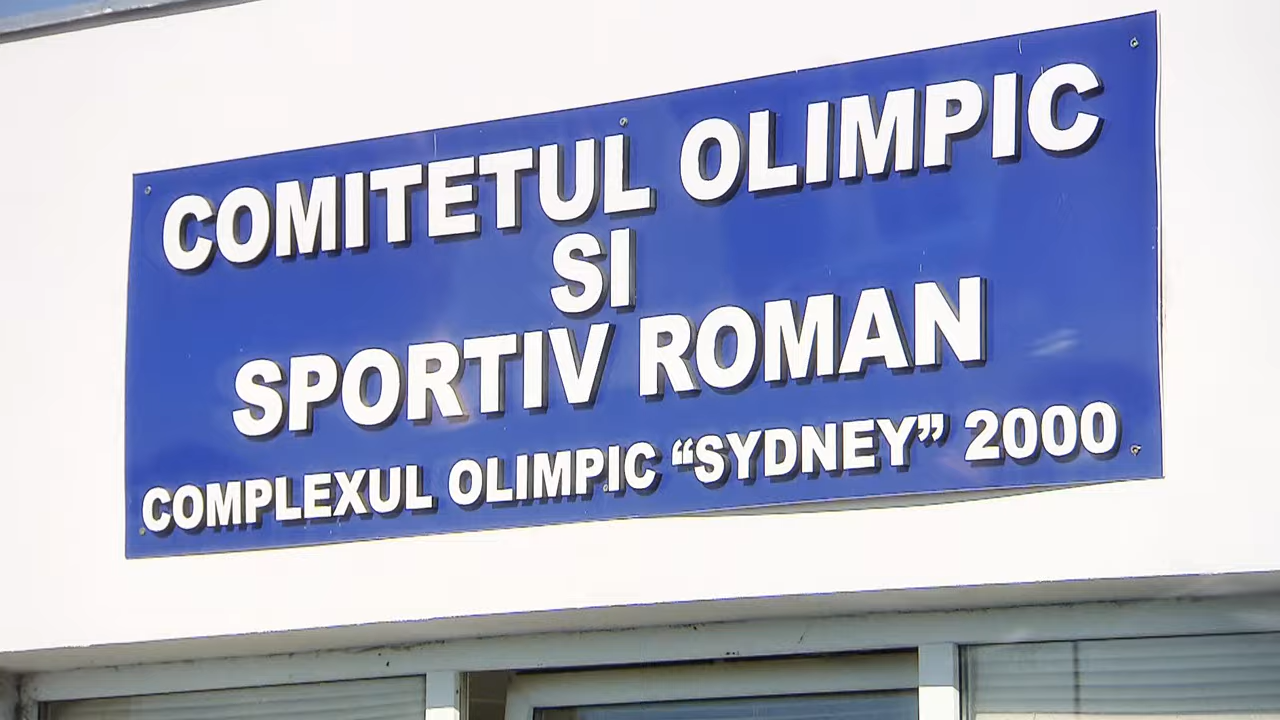 COMITETUL OLIMPIC
SI
SPORTIV ROMAN
COMPLEXUL OLIMPIC “SYDNEY” 2000